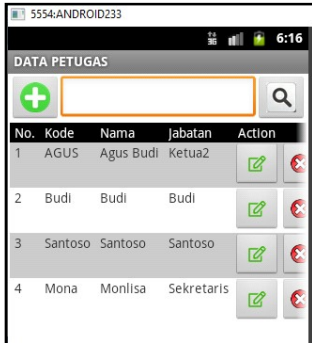 5554:ANDROID233
3G 6:16
DATA PETUGAS
No. Kode Nama Jabatan Action
1 AGUS Agus Budi Ketua2
2 Budi Budi Budi
3 Santoso Santoso Santoso
4 Mona Monlisa Sekretaris